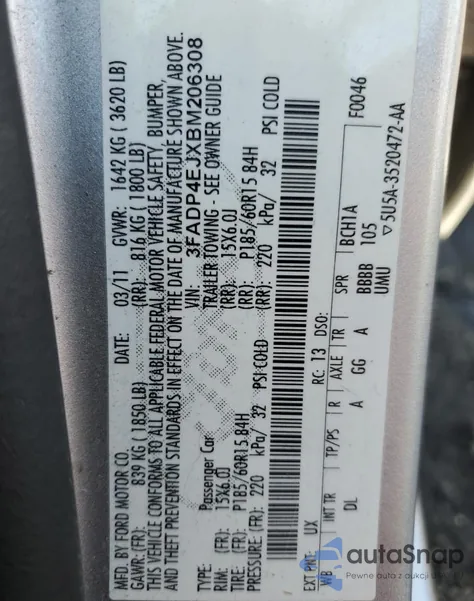 MFD. BY FORD MOTOR CO.
DATE: 03/11 GVWR: 1642 KG ( 3620 LB)
GAWR: (FR): 839 KG ( 1850 LB) (RR): 816 KG ( 1800 LB)
THIS VEHICLE CONFORMS TO ALL APPLICABLE FEDERAL MOTOR VEHICLE SAFETY, BUMPER,
AND THEFT PREVENTION STANDARDS IN EFFECT ON THE DATE OF MANUFACTURE SHOWN ABOVE.
VIN: 3FADP4EJXBM206308
TYPE: Passenger Car TRAILER TOWING - SEE OWNER GUIDE
RIM: (FR): 15X6.0J (RR): 15X6.0J
TIRE: (FR): P185/60R15 84H (RR): P185/60R15 84H
PRESSURE: (FR): 220 kPa/ 32 PSI COLD (RR): 220 kPa/ 32 PSI COLD
EXT PNT: UX RC: 13 DSO: F0046
WB INT TR TP/PS R AXLE TR SPR BCH1A
DL A GG A BBBB 105
UMU ▽5U5A-3520472-AA
autoSnap
Pewne auta z aukcji z USA